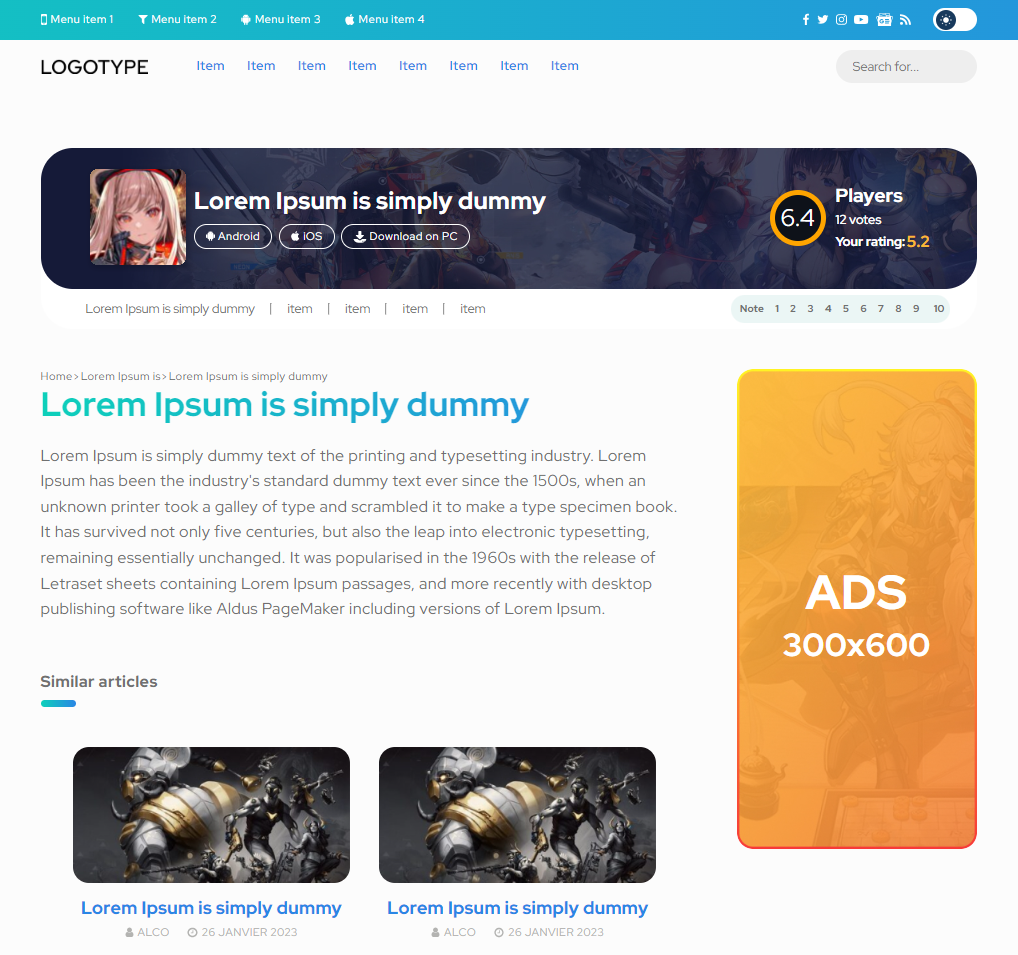 Menu item 1 Menu item 2 Menu item 3 Menu item 4
LOGOTYPE Item Item Item Item Item Item Item Item Search for...
Lorem Ipsum is simply dummy
Android iOS Download on PC
6.4
Players
12 votes
Your rating: 5.2
Lorem Ipsum is simply dummy | item | item | item | item
Note 1 2 3 4 5 6 7 8 9 10
Home > Lorem Ipsum is > Lorem Ipsum is simply dummy
Lorem Ipsum is simply dummy
Lorem Ipsum is simply dummy text of the printing and typesetting industry. Lorem
Ipsum has been the industry's standard dummy text ever since the 1500s, when an
unknown printer took a galley of type and scrambled it to make a type specimen book.
It has survived not only five centuries, but also the leap into electronic typesetting,
remaining essentially unchanged. It was popularised in the 1960s with the release of
Letraset sheets containing Lorem Ipsum passages, and more recently with desktop
publishing software like Aldus PageMaker including versions of Lorem Ipsum.
ADS
300x600
Similar articles
Lorem Ipsum is simply dummy
ALCO 26 JANVIER 2023
Lorem Ipsum is simply dummy
ALCO 26 JANVIER 2023